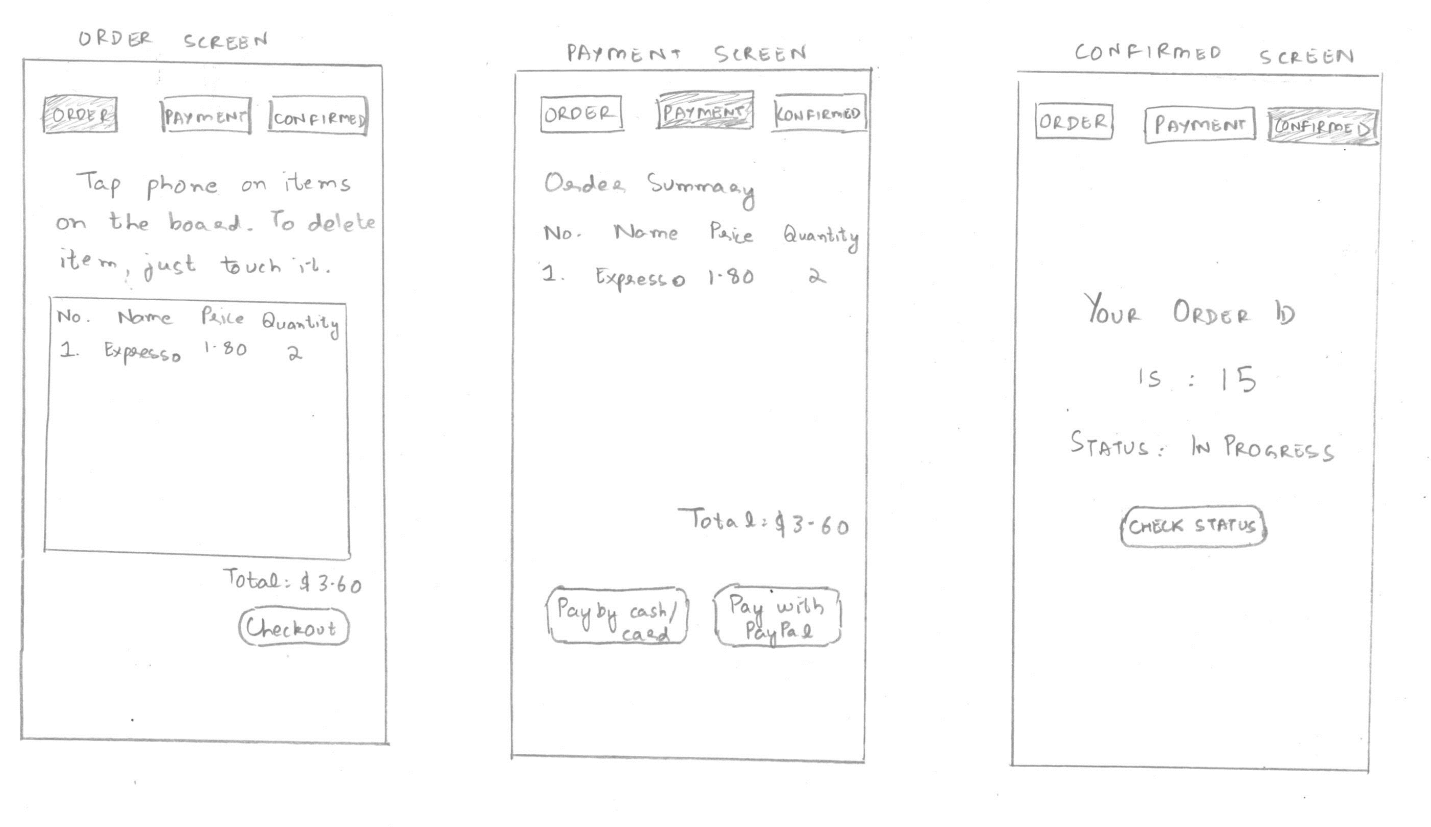 ORDER SCREEN
ORDER PAYMENT CONFIRMED
Tap phone on items
on the board. To delete
item, just touch it.
No. Name Price Quantity
1. Expresso 1.80 2
Total: $3.60
Checkout
PAYMENT SCREEN
ORDER PAYMENT CONFIRMED
Order Summary
No. Name Price Quantity
1. Expresso 1.80 2
Total: $3.60
Pay by cash/
card
Pay with
PayPal
CONFIRMED SCREEN
ORDER PAYMENT CONFIRMED
YOUR ORDER ID
IS : 15
STATUS: IN PROGRESS
CHECK STATUS